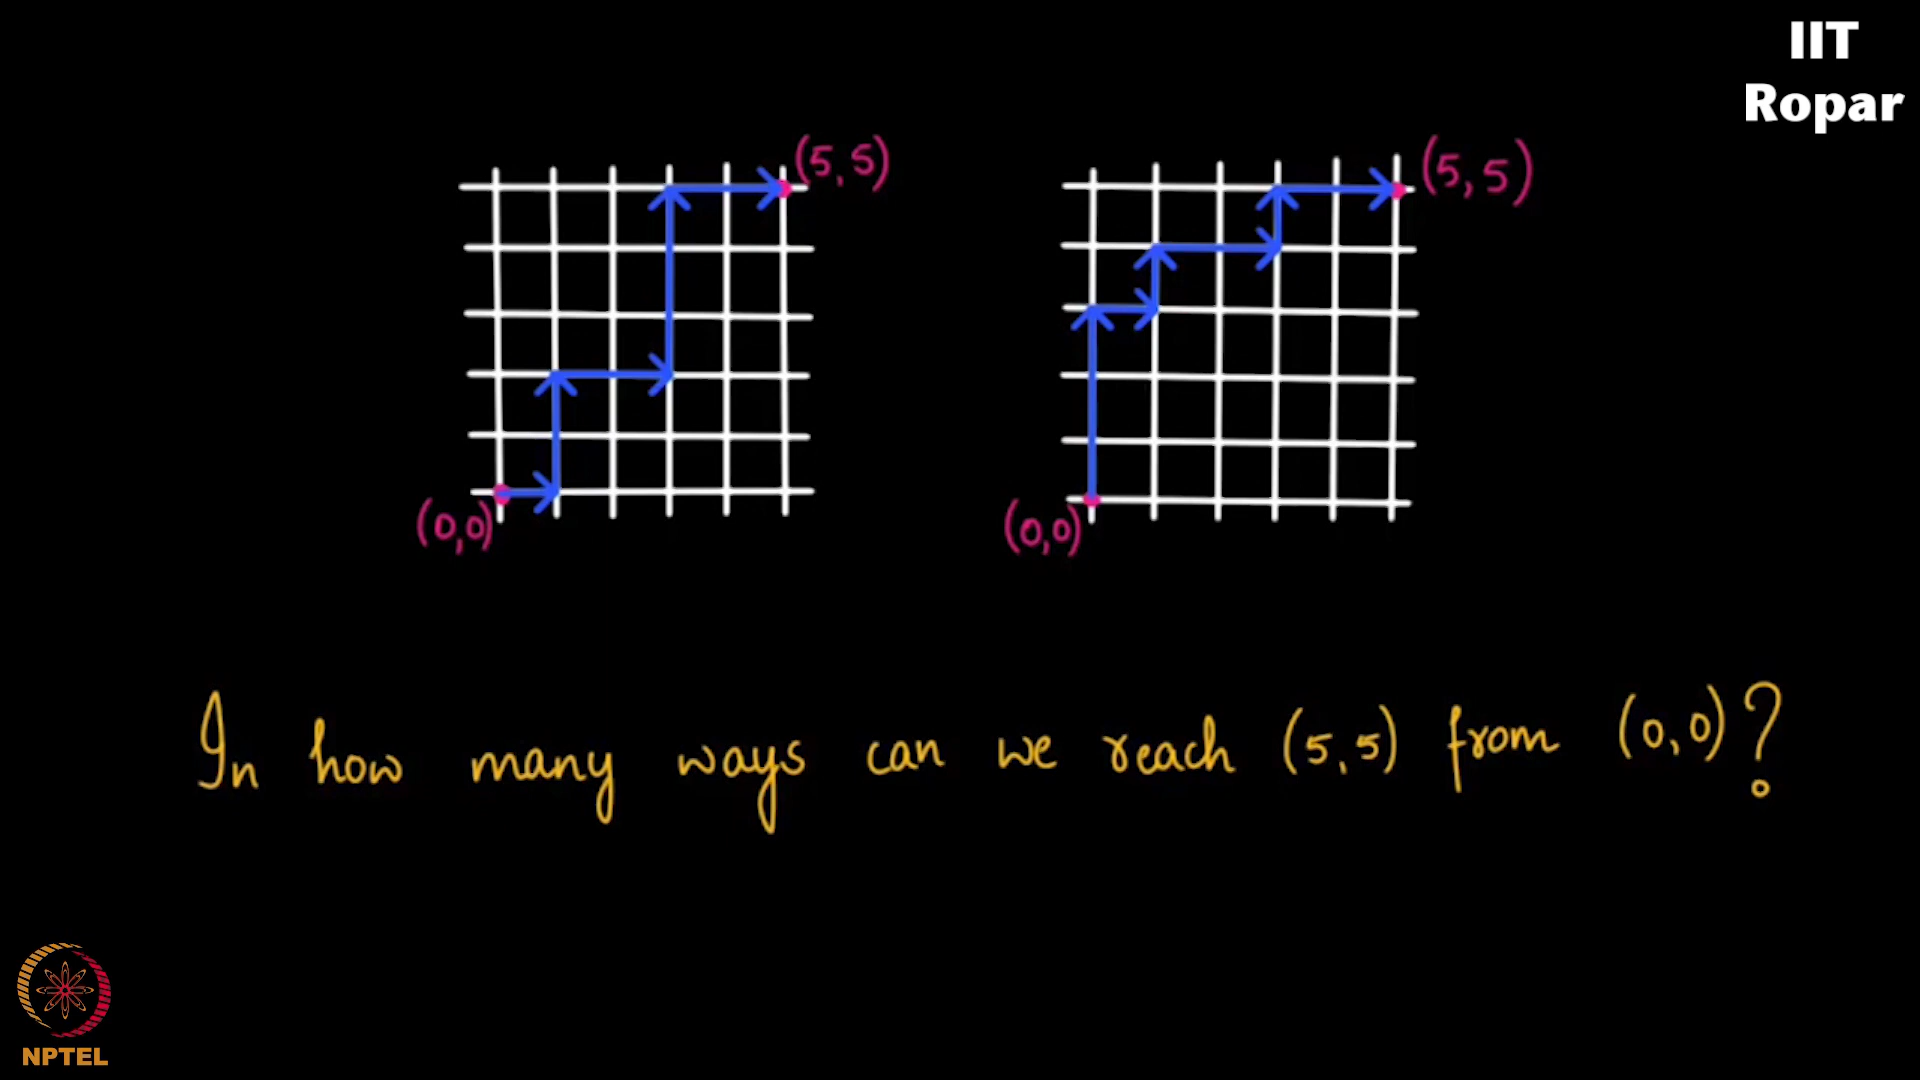 IIT
Ropar
(5,5)
(5,5)
(0,0)
(0,0)
In how many ways can we reach (5,5) from (0,0)?
NPTEL